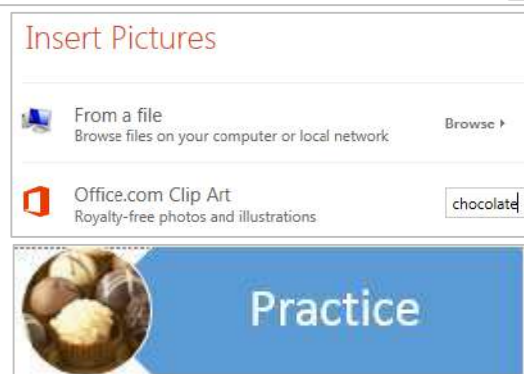 Insert Pictures
From a file
Browse files on your computer or local network
Browse
Office.com Clip Art
Royalty-free photos and illustrations
chocolate
Practice